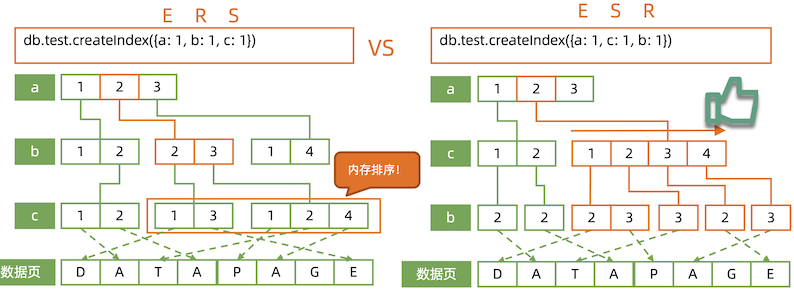 E R S
db.test.createIndex({a: 1, b: 1, c: 1})
a 1 2 3
b 1 2 2 3 1 4
内存排序!
c 1 2 1 3 1 2 4
数据页 D A T A P A G E
VS
E S R
db.test.createIndex({a: 1, c: 1, b: 1})
a 1 2 3
c 1 2 1 2 3 4
b 2 2 2 3 3 2 3
数据页 D A T A P A G E